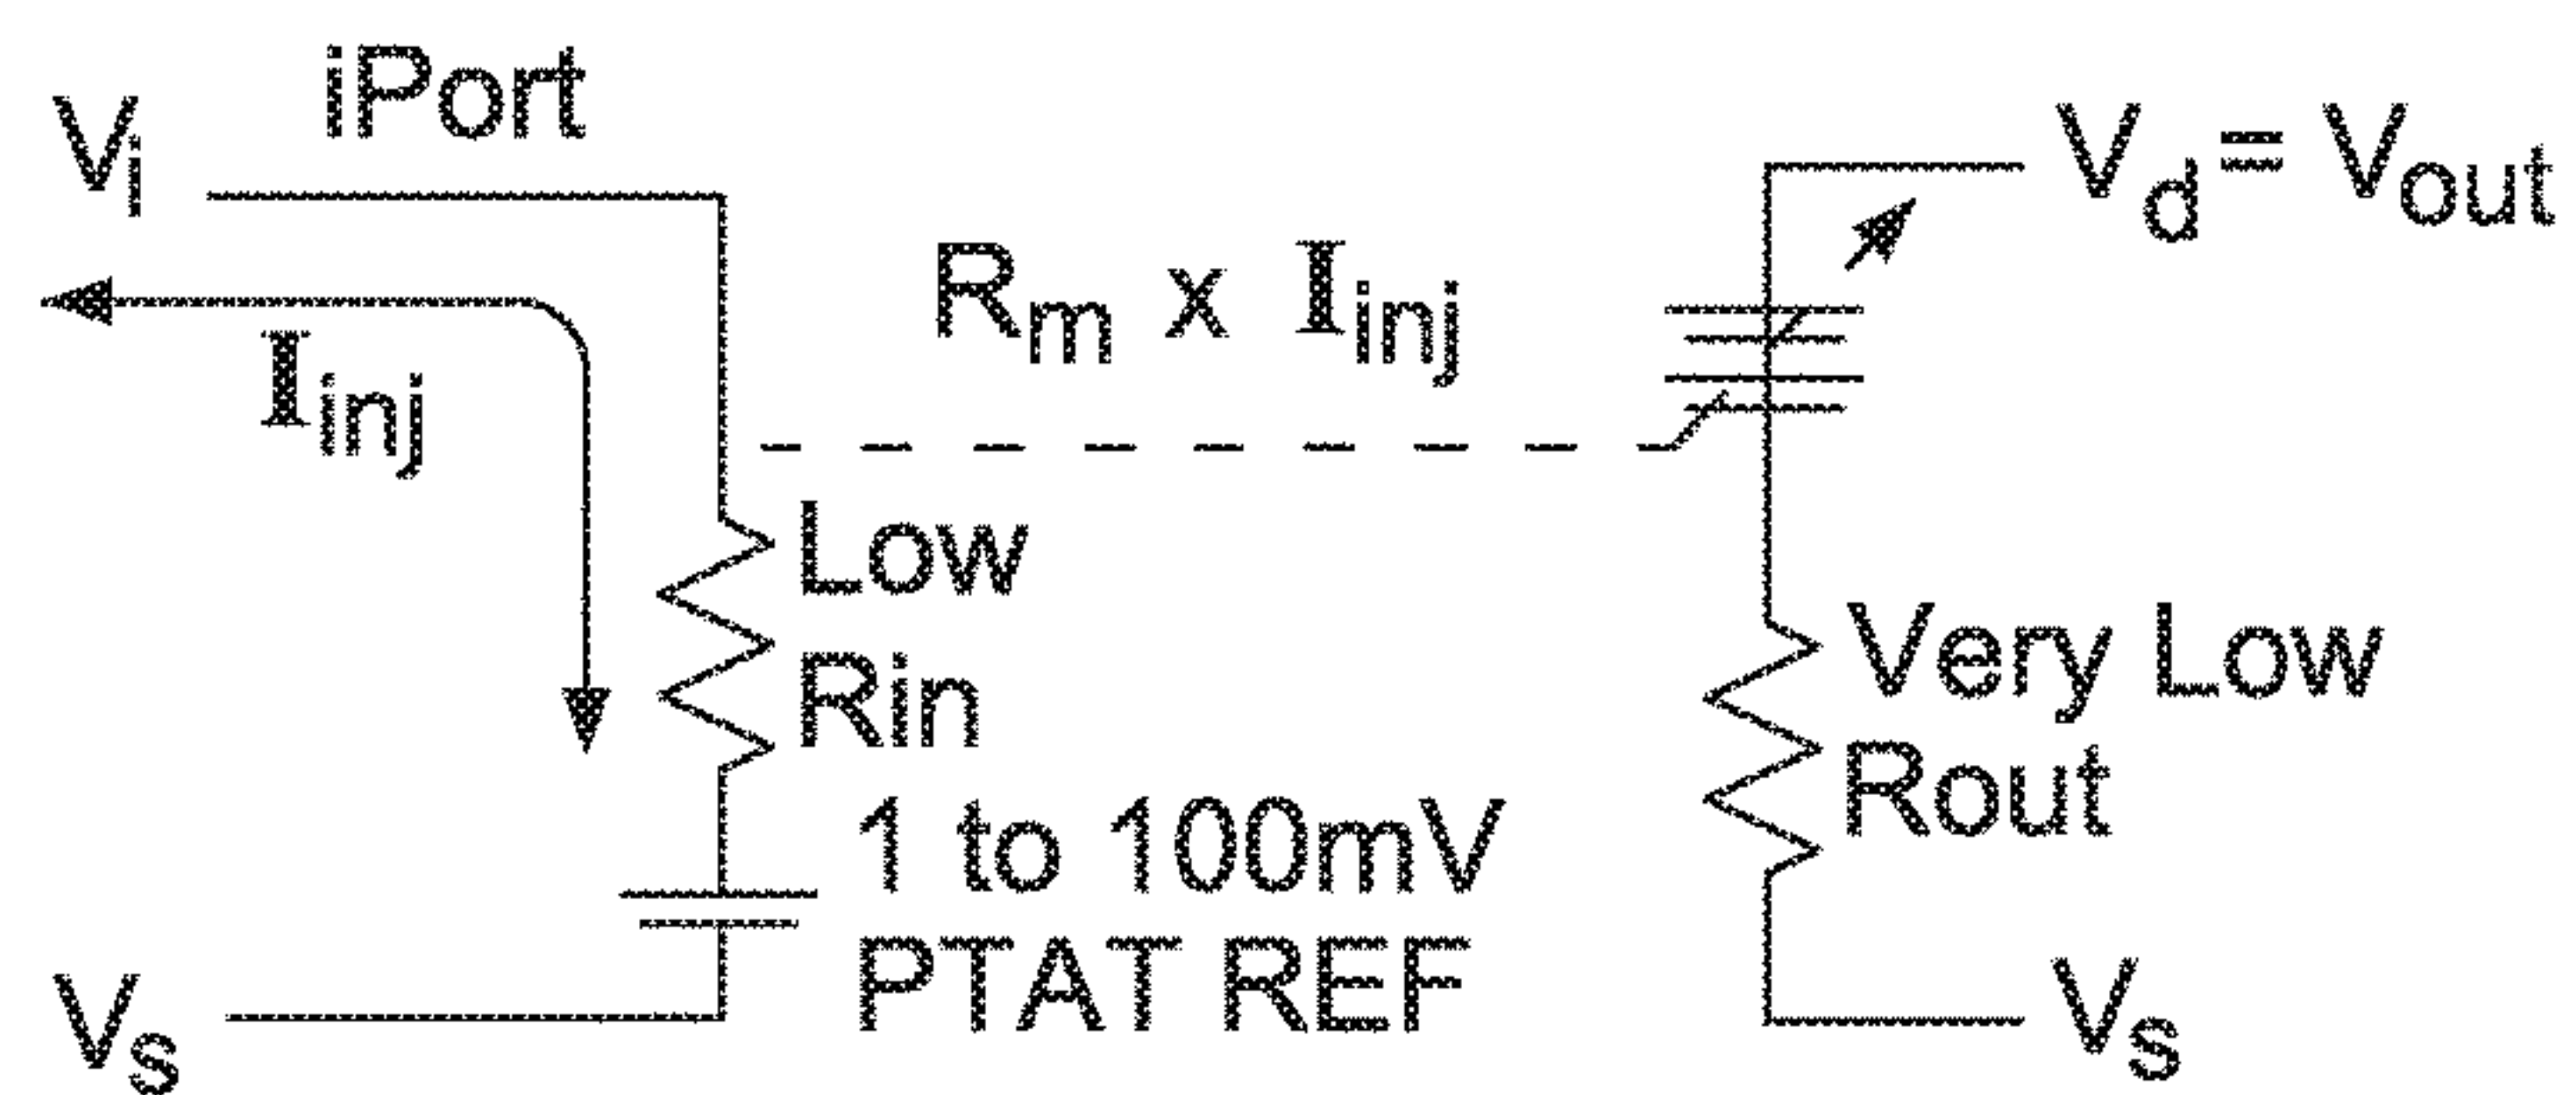 iPort
Vi
Iinj
Rm x Iinj
Vd = Vout
Low
Rin
Very Low
Rout
1 to 100mV
PTAT REF
Vs
Vs